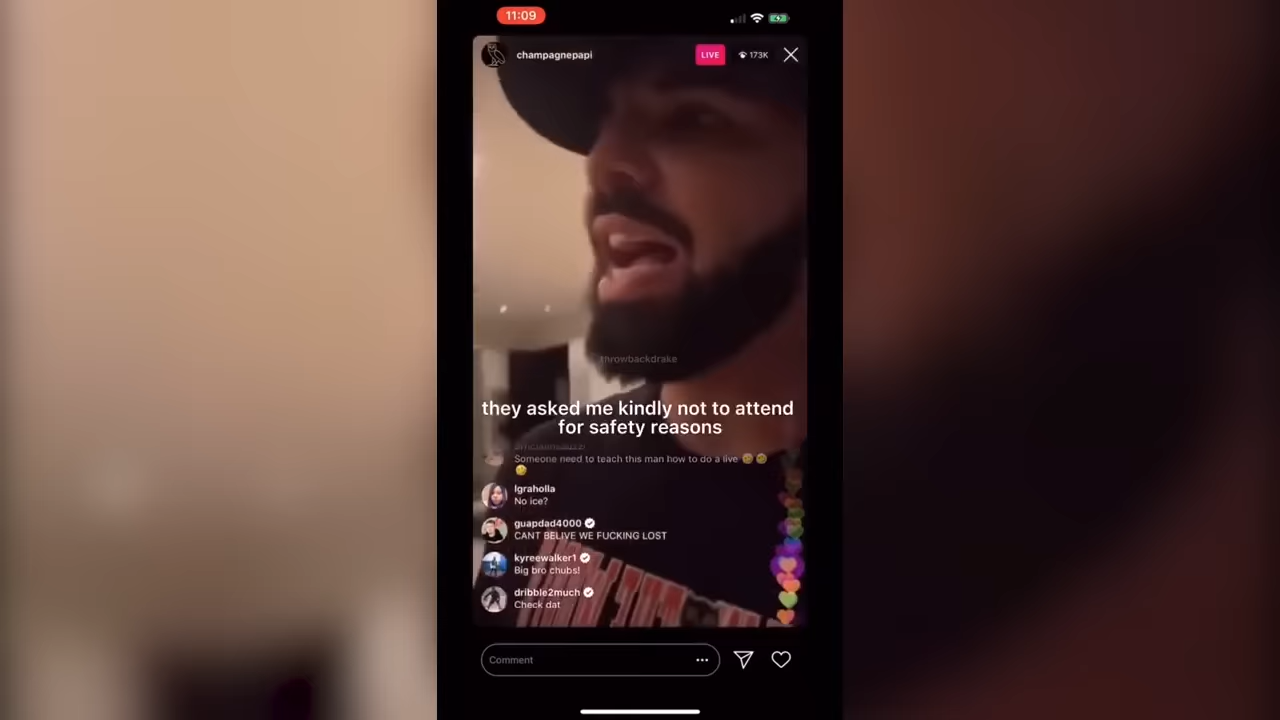 11:09
champagnepapi
LIVE
173K
throwbackdrake
they asked me kindly not to attend
for safety reasons
Someone need to teach this man how to do a live 🤣 🤣
🤣
lgraholla
No ice?
guapdad4000
CANT BELIVE WE FUCKING LOST
kyreewalker1
Big bro chubs!
dribble2much
Check dat
Comment